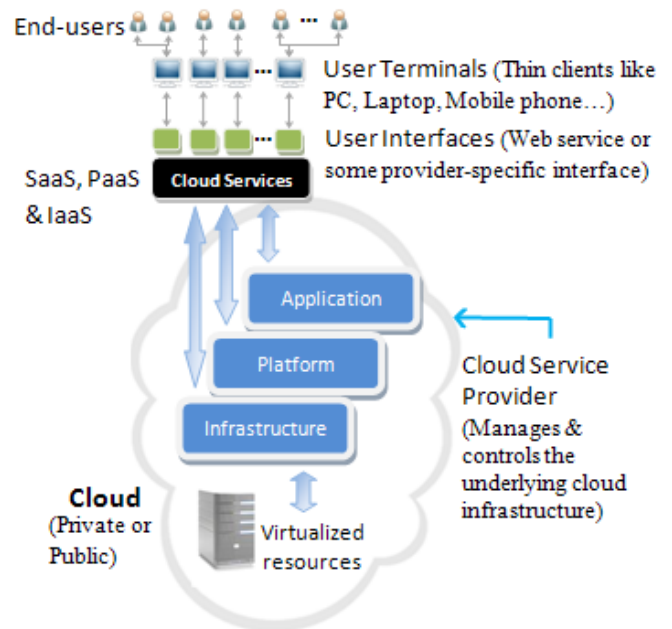 End-users
...
User Terminals (Thin clients like
PC, Laptop, Mobile phone…)
...
User Interfaces (Web service or
some provider-specific interface)
...
SaaS, PaaS
& IaaS
Cloud Services
Application
Platform
Infrastructure
Cloud Service
Provider
(Manages &
controls the
underlying cloud
infrastructure)
Cloud
(Private or
Public)
Virtualized
resources